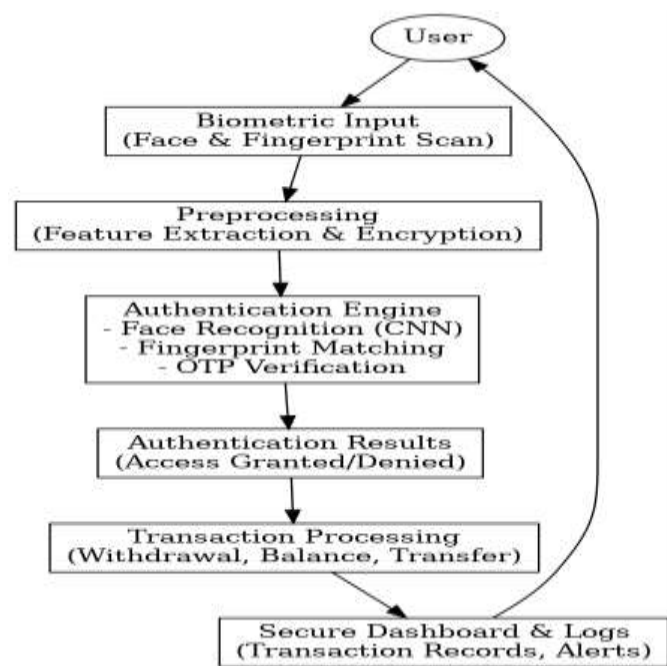 User
Biometric Input
(Face & Fingerprint Scan)
Preprocessing
(Feature Extraction & Encryption)
Authentication Engine
- Face Recognition (CNN)
- Fingerprint Matching
- OTP Verification
Authentication Results
(Access Granted/Denied)
Transaction Processing
(Withdrawal, Balance, Transfer)
Secure Dashboard & Logs
(Transaction Records, Alerts)